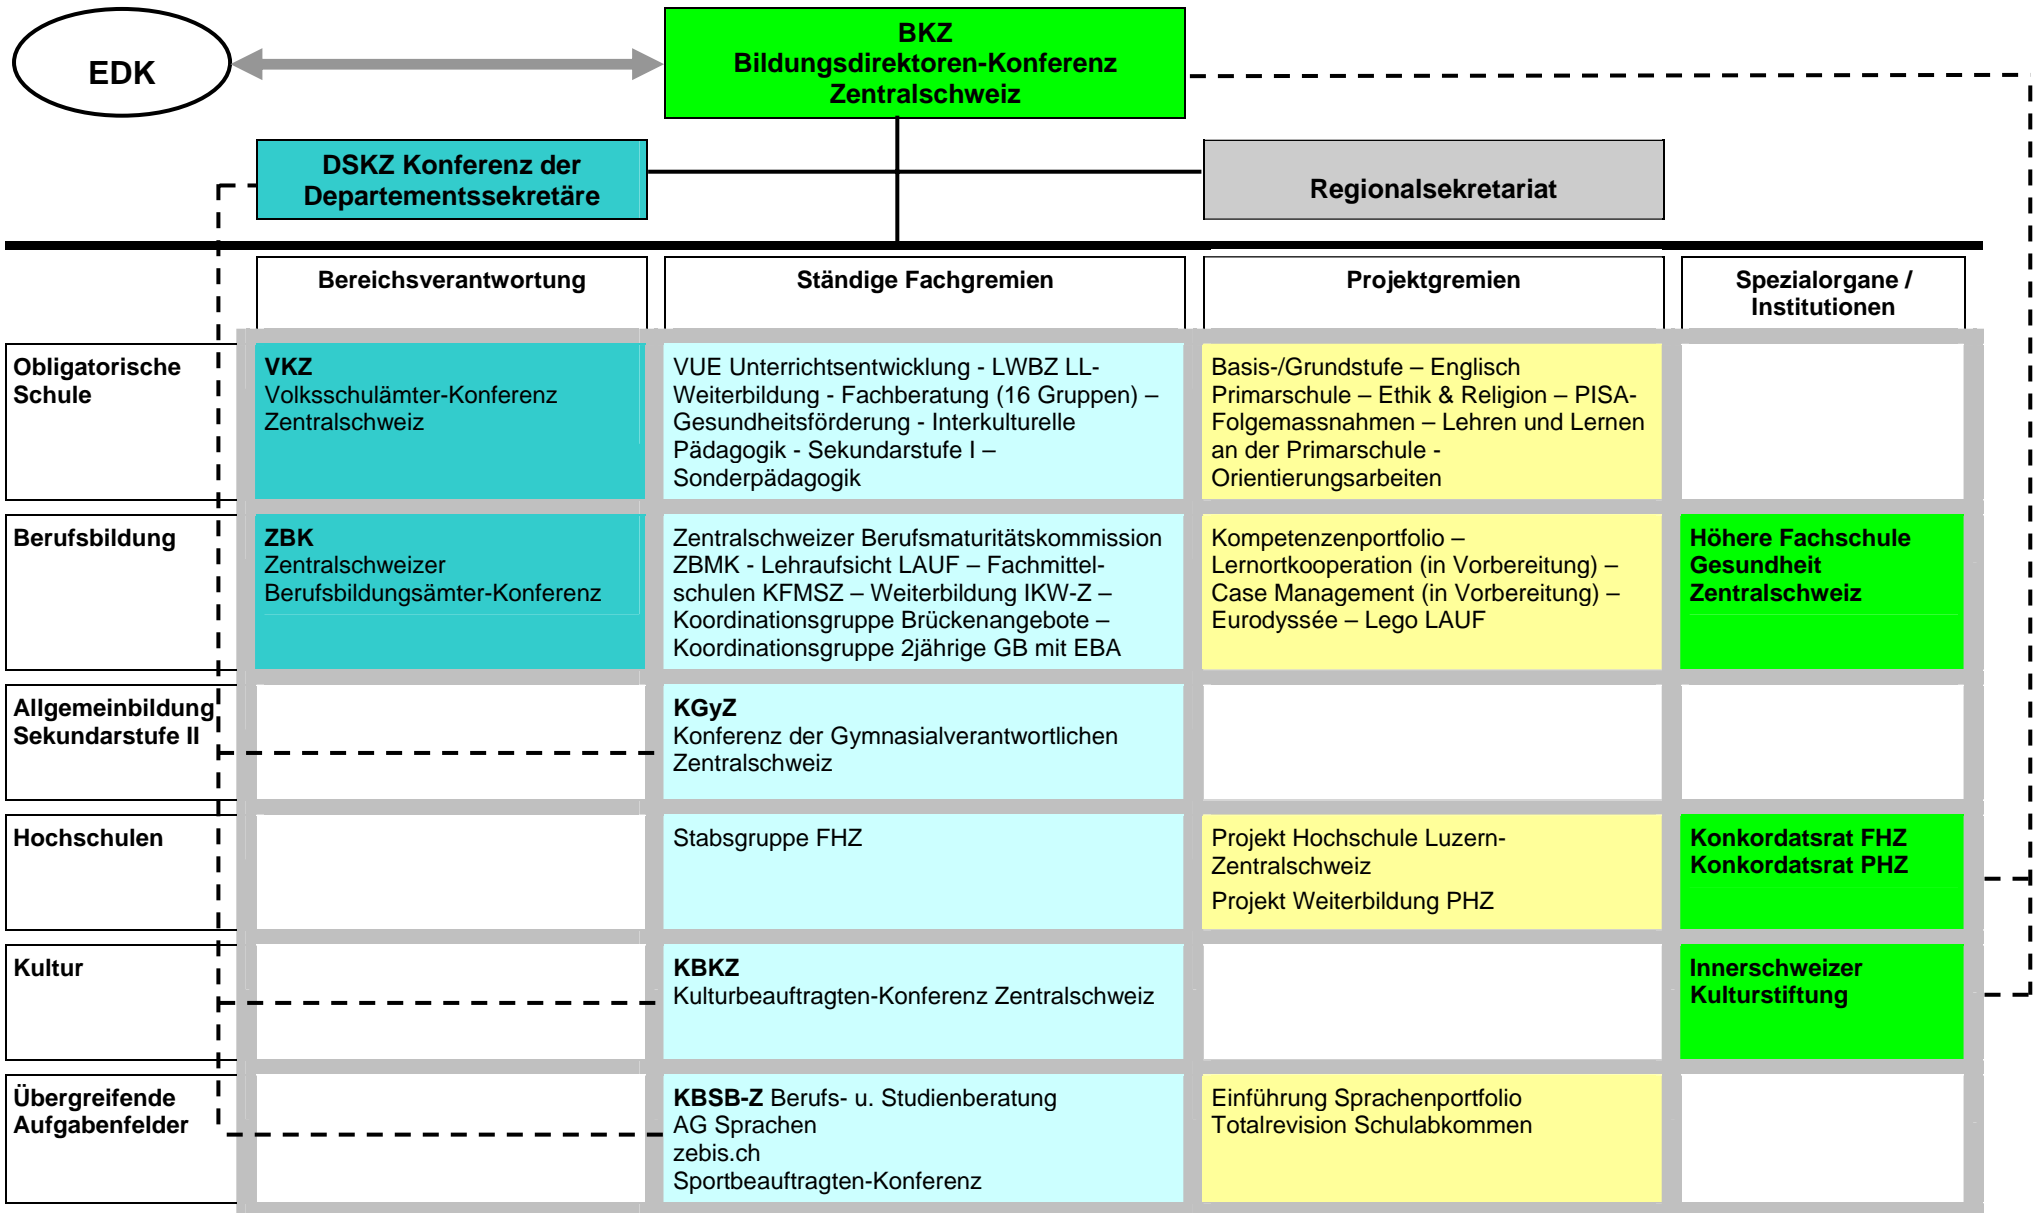 EDK
BKZ
Bildungsdirektoren-Konferenz
Zentralschweiz
DSKZ Konferenz der
Departementssekretäre
Regionalsekretariat
Bereichsverantwortung
Ständige Fachgremien
Projektgremien
Spezialorgane /
Institutionen
Obligatorische
Schule
VKZ
Volksschulämter-Konferenz
Zentralschweiz
VUE Unterrichtsentwicklung - LWBZ LL-
Weiterbildung - Fachberatung (16 Gruppen) –
Gesundheitsförderung - Interkulturelle
Pädagogik - Sekundarstufe I –
Sonderpädagogik
Basis-/Grundstufe – Englisch
Primarschule – Ethik & Religion – PISA-
Folgemassnahmen – Lehren und Lernen
an der Primarschule -
Orientierungsarbeiten
Berufsbildung
ZBK
Zentralschweizer
Berufsbildungsämter-Konferenz
Zentralschweizer Berufsmaturitätskommission
ZBMK - Lehraufsicht LAUF – Fachmittel-
schulen KFMSZ – Weiterbildung IKW-Z –
Koordinationsgruppe Brückenangebote –
Koordinationsgruppe 2jährige GB mit EBA
Kompetenzenportfolio –
Lernortkooperation (in Vorbereitung) –
Case Management (in Vorbereitung) –
Eurodyssée – Lego LAUF
Höhere Fachschule
Gesundheit
Zentralschweiz
Allgemeinbildung
Sekundarstufe II
KGyZ
Konferenz der Gymnasialverantwortlichen
Zentralschweiz
Hochschulen
Stabsgruppe FHZ
Projekt Hochschule Luzern-
Zentralschweiz
Projekt Weiterbildung PHZ
Konkordatsrat FHZ
Konkordatsrat PHZ
Kultur
KBKZ
Kulturbeauftragten-Konferenz Zentralschweiz
Innerschweizer
Kulturstiftung
Übergreifende
Aufgabenfelder
KBSB-Z Berufs- u. Studienberatung
AG Sprachen
zebis.ch
Sportbeauftragten-Konferenz
Einführung Sprachenportfolio
Totalrevision Schulabkommen